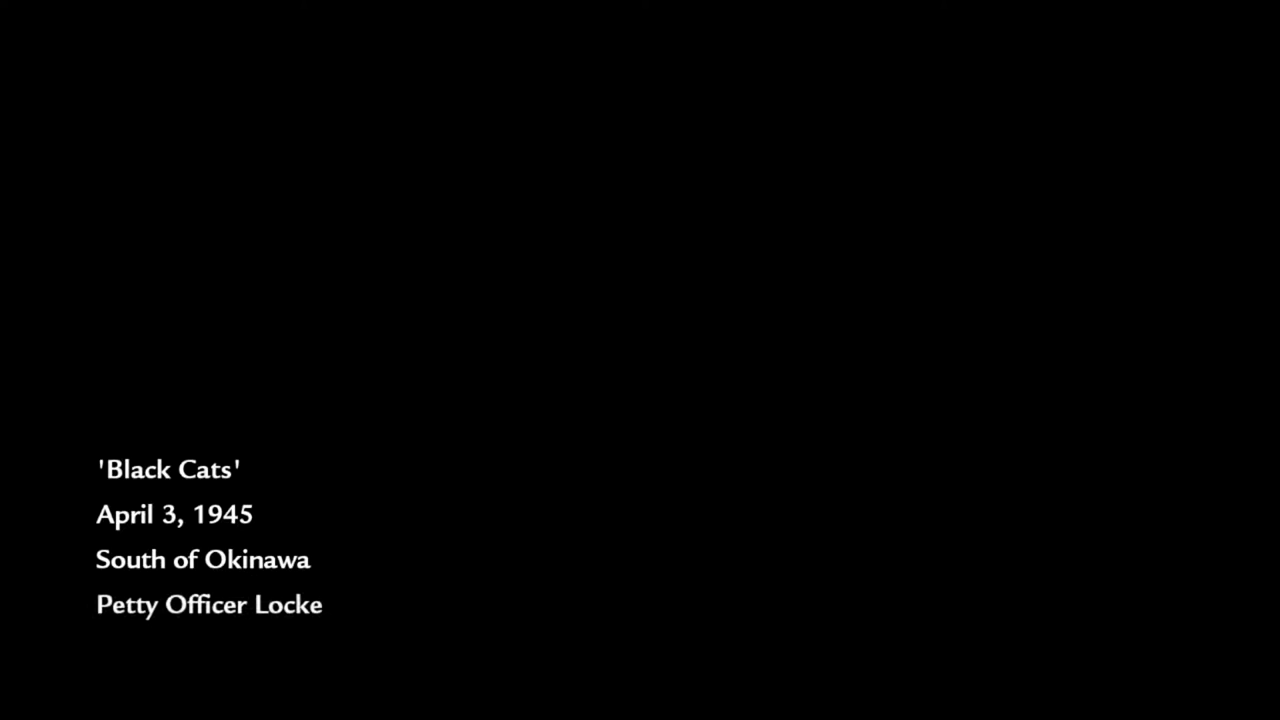 'Black Cats'
April 3, 1945
South of Okinawa
Petty Officer Locke